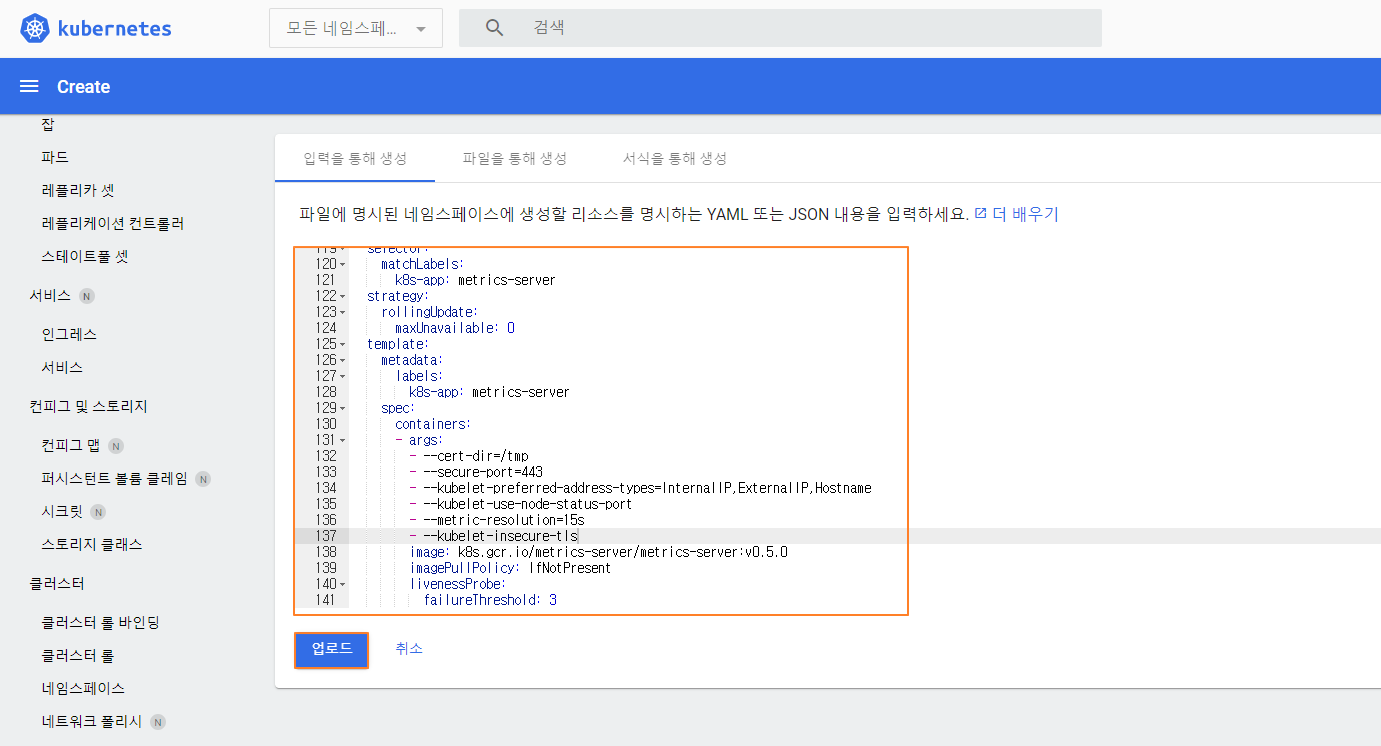 kubernetes
모든 네임스페...
검색
Create
잡
파드
레플리카 셋
레플리케이션 컨트롤러
스테이트풀 셋
서비스 N
인그레스
서비스
컨피그 및 스토리지
컨피그 맵 N
퍼시스턴트 볼륨 클레임 N
시크릿 N
스토리지 클래스
클러스터
클러스터 롤 바인딩
클러스터 롤
네임스페이스
네트워크 폴리시 N
입력을 통해 생성 파일을 통해 생성 서식을 통해 생성
파일에 명시된 네임스페이스에 생성할 리소스를 명시하는 YAML 또는 JSON 내용을 입력하세요. 더 배우기
119 selector:
120 matchLabels:
121 k8s-app: metrics-server
122 strategy:
123 rollingUpdate:
124 maxUnavailable: 0
125 template:
126 metadata:
127 labels:
128 k8s-app: metrics-server
129 spec:
130 containers:
131 - args:
132 - --cert-dir=/tmp
133 - --secure-port=443
134 - --kubelet-preferred-address-types=InternalIP,ExternalIP,Hostname
135 - --kubelet-use-node-status-port
136 - --metric-resolution=15s
137 - --kubelet-insecure-tls
138 image: k8s.gcr.io/metrics-server/metrics-server:v0.5.0
139 imagePullPolicy: IfNotPresent
140 livenessProbe:
141 failureThreshold: 3
업로드 취소